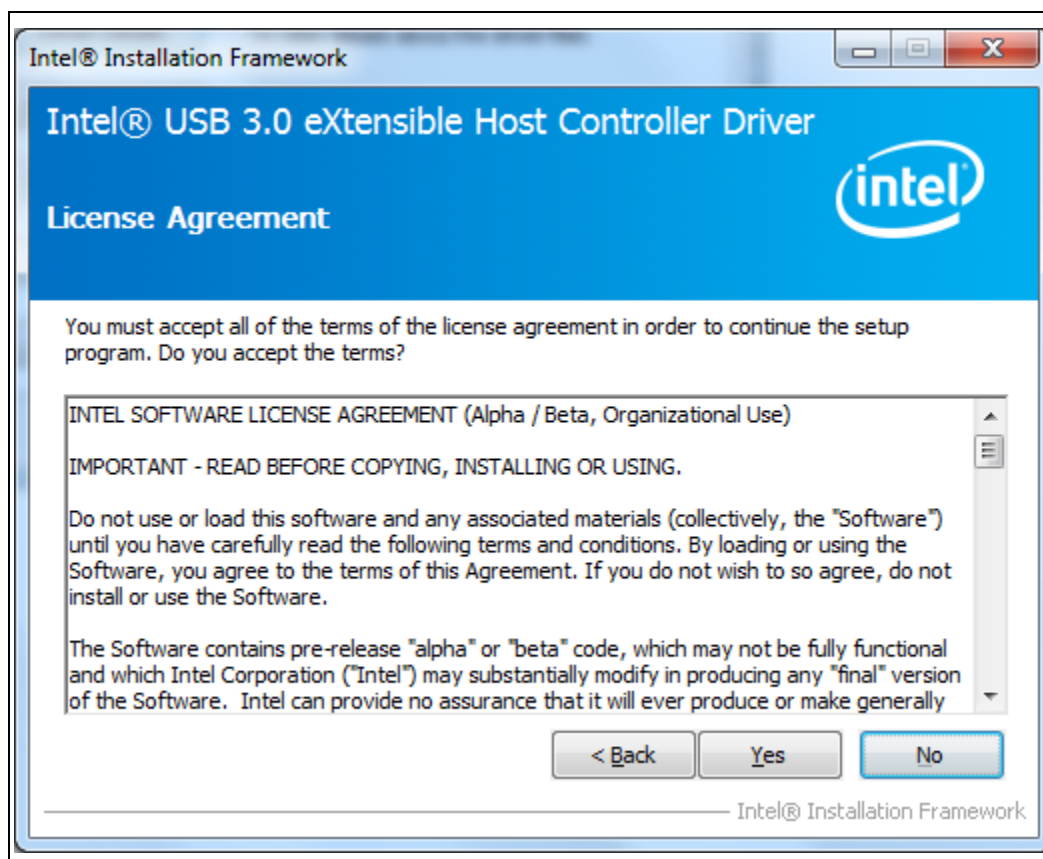 Intel® Installation Framework
Intel® USB 3.0 eXtensible Host Controller Driver
intel
License Agreement
You must accept all of the terms of the license agreement in order to continue the setup
program. Do you accept the terms?
INTEL SOFTWARE LICENSE AGREEMENT (Alpha / Beta, Organizational Use)
IMPORTANT - READ BEFORE COPYING, INSTALLING OR USING.
Do not use or load this software and any associated materials (collectively, the "Software")
until you have carefully read the following terms and conditions. By loading or using the
Software, you agree to the terms of this Agreement. If you do not wish to so agree, do not
install or use the Software.
The Software contains pre-release "alpha" or "beta" code, which may not be fully functional
and which Intel Corporation ("Intel") may substantially modify in producing any "final" version
of the Software.  Intel can provide no assurance that it will ever produce or make generally
< Back
Yes
No
Intel® Installation Framework